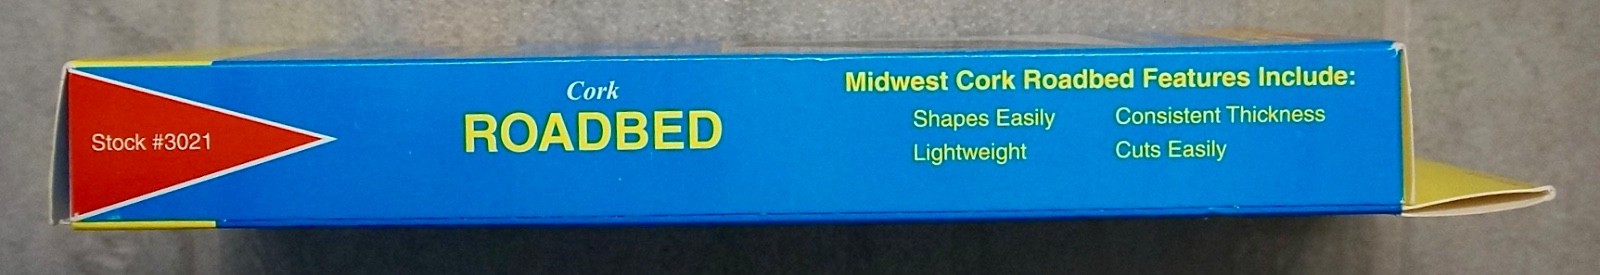 Stock #3021
Cork
ROADBED
Midwest Cork Roadbed Features Include:
Shapes Easily
Consistent Thickness
Lightweight
Cuts Easily